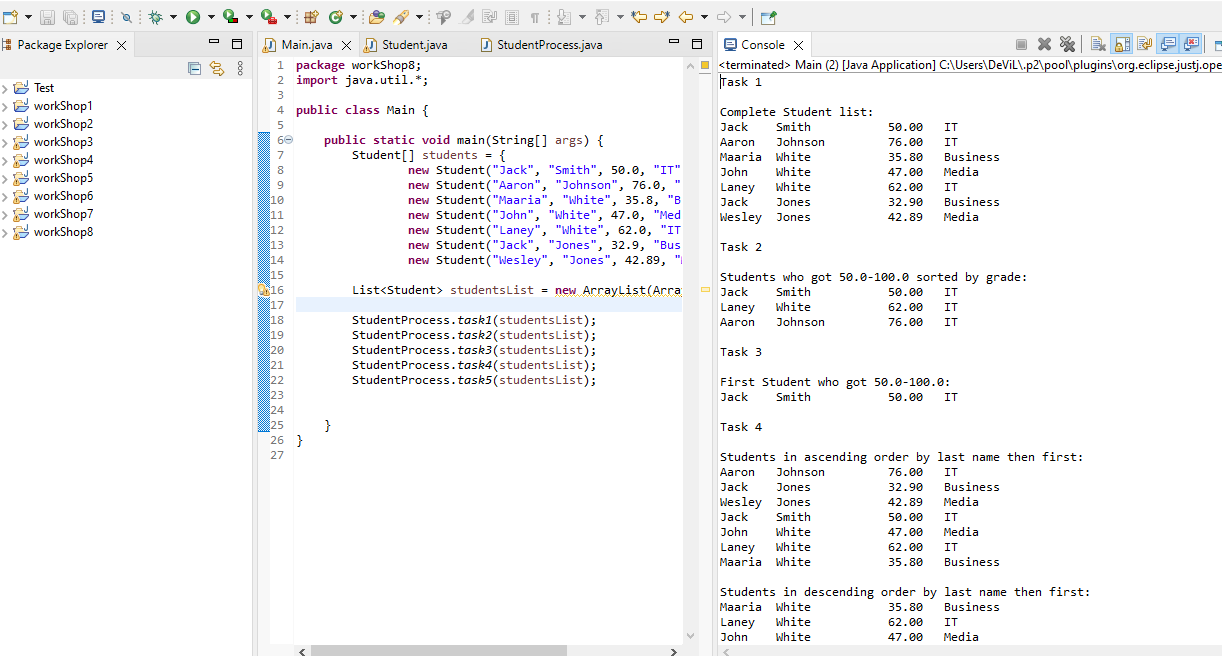 Package Explorer
Test
workShop1
workShop2
workShop3
workShop4
workShop5
workShop6
workShop7
workShop8
Main.java
Student.java
StudentProcess.java
1 package workShop8;
2 import java.util.*;
3
4 public class Main {
5
6 public static void main(String[] args) {
7 Student[] students = {
8 new Student("Jack", "Smith", 50.0, "IT"
9 new Student("Aaron", "Johnson", 76.0, "
10 new Student("Maaria", "White", 35.8, "B
11 new Student("John", "White", 47.0, "Med
12 new Student("Laney", "White", 62.0, "IT
13 new Student("Jack", "Jones", 32.9, "Bus
14 new Student("Wesley", "Jones", 42.89, "
15
16 List<Student> studentsList = new ArrayList(Arra
17
18 StudentProcess.task1(studentsList);
19 StudentProcess.task2(studentsList);
20 StudentProcess.task3(studentsList);
21 StudentProcess.task4(studentsList);
22 StudentProcess.task5(studentsList);
23
24
25 }
26 }
27
Console
<terminated> Main (2) [Java Application] C:\Users\DeViL\.p2\pool\plugins\org.eclipse.justj.ope
Task 1
Complete Student list:
Jack Smith 50.00 IT
Aaron Johnson 76.00 IT
Maaria White 35.80 Business
John White 47.00 Media
Laney White 62.00 IT
Jack Jones 32.90 Business
Wesley Jones 42.89 Media
Task 2
Students who got 50.0-100.0 sorted by grade:
Jack Smith 50.00 IT
Laney White 62.00 IT
Aaron Johnson 76.00 IT
Task 3
First Student who got 50.0-100.0:
Jack Smith 50.00 IT
Task 4
Students in ascending order by last name then first:
Aaron Johnson 76.00 IT
Jack Jones 32.90 Business
Wesley Jones 42.89 Media
Jack Smith 50.00 IT
John White 47.00 Media
Laney White 62.00 IT
Maaria White 35.80 Business
Students in descending order by last name then first:
Maaria White 35.80 Business
Laney White 62.00 IT
John White 47.00 Media